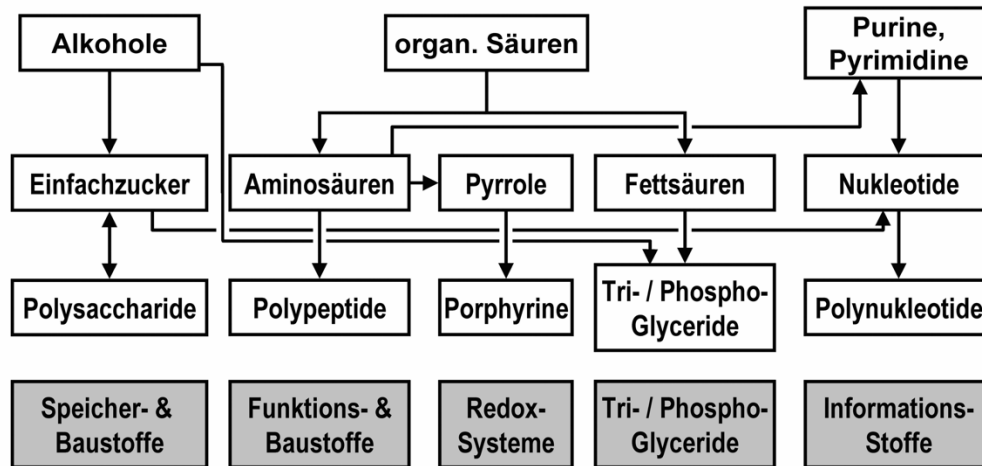 Alkohole
organ. Säuren
Purine,
Pyrimidine
Einfachzucker
Aminosäuren
Pyrrole
Fettsäuren
Nukleotide
Polysaccharide
Polypeptide
Porphyrine
Tri- / Phospho-
Glyceride
Polynukleotide
Speicher- &
Baustoffe
Funktions- &
Baustoffe
Redox-
Systeme
Tri- / Phospho-
Glyceride
Informations-
Stoffe